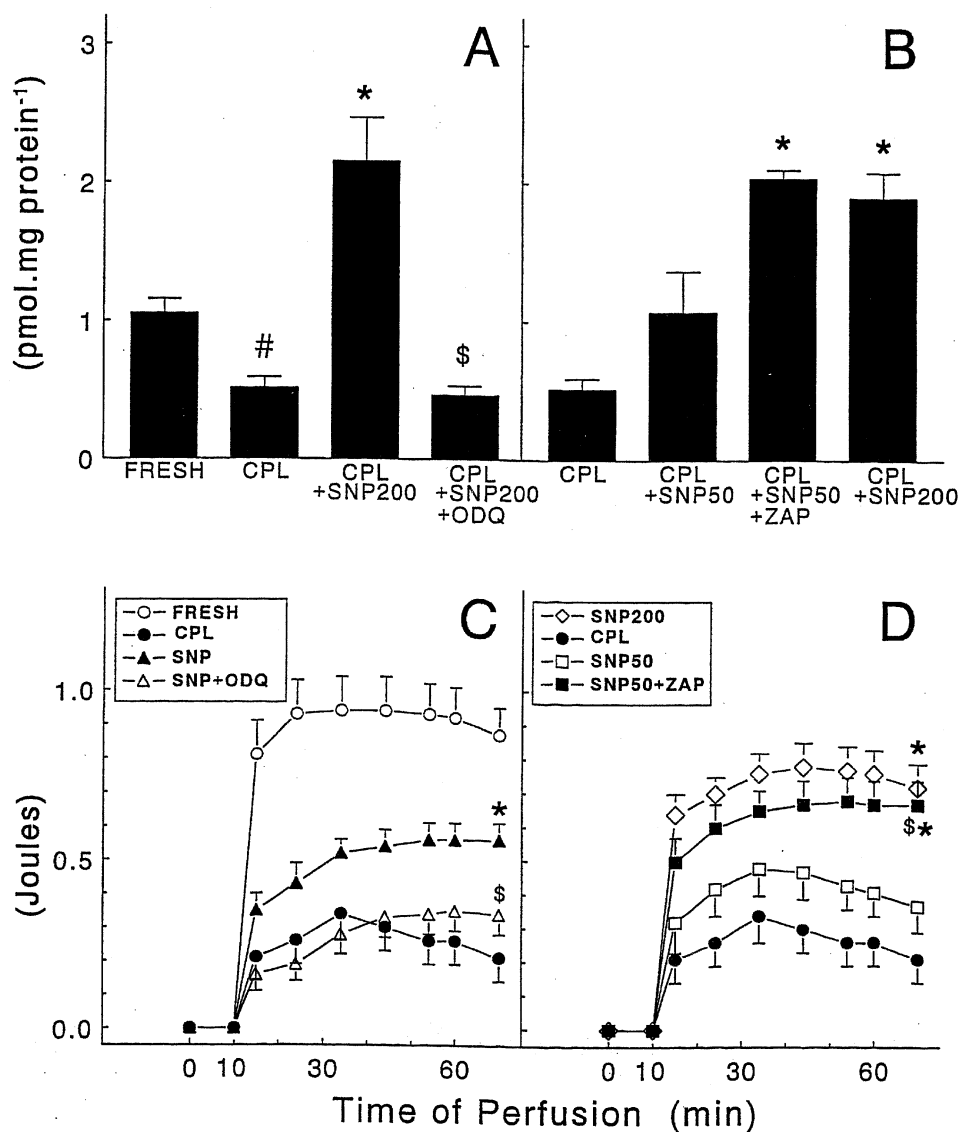 A
B
(pmol.mg protein⁻¹)
3
2
1
0
*
#
$
*
*
FRESH
CPL
CPL
+SNP200
CPL
+SNP200
+ODQ
CPL
CPL
+SNP50
CPL
+SNP50
+ZAP
CPL
+SNP200
C
FRESH
CPL
SNP
SNP+ODQ
D
SNP200
CPL
SNP50
SNP50+ZAP
(Joules)
1.0
0.5
0.0
*
$
*
$*
0 10 30 60
0 10 30 60
Time of Perfusion (min)